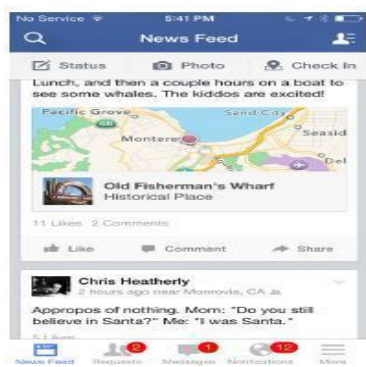 No Service 5:41 PM
News Feed
Status Photo Check In
Lunch, and then a couple hours on a boat to
see some whales. The kiddos are excited!
Pacific Grove Sand City
Monterey Seasid
Del
Old Fisherman's Wharf
Historical Place
11 Likes 2 Comments
Like Comment Share
Chris Heatherly
2 hours ago near Monrovia, CA
Appropos of nothing. Mom: "Do you still
believe in Santa?" Me: "I was Santa."
5 Likes
2 1 12
News Feed Requests Messages Notifications More